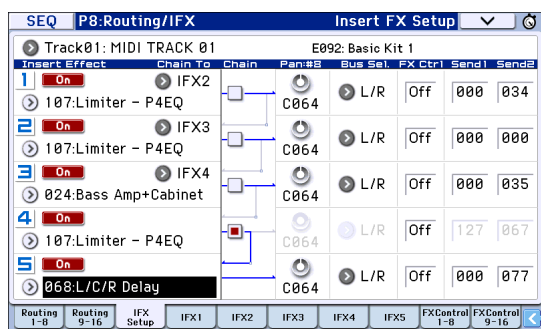 SEQ P8:Routing/IFX Insert FX Setup
Track01: MIDI TRACK 01 E092: Basic Kit 1
Insert Effect Chain To Chain Pan:#8 Bus Sel. FX Ctrl Send1 Send2
1 On IFX2
107:Limiter - P4EQ C064 L/R Off 000 034
2 On IFX3
107:Limiter - P4EQ C064 L/R Off 000 000
3 On IFX4
024:Bass Amp+Cabinet C064 L/R Off 000 035
4 On
107:Limiter - P4EQ C064 L/R Off 127 067
5 On
068:L/C/R Delay C064 L/R Off 000 077
Routing 1-8 Routing 9-16 IFX Setup IFX1 IFX2 IFX3 IFX4 IFX5 FXControl 1-8 FXControl 9-16